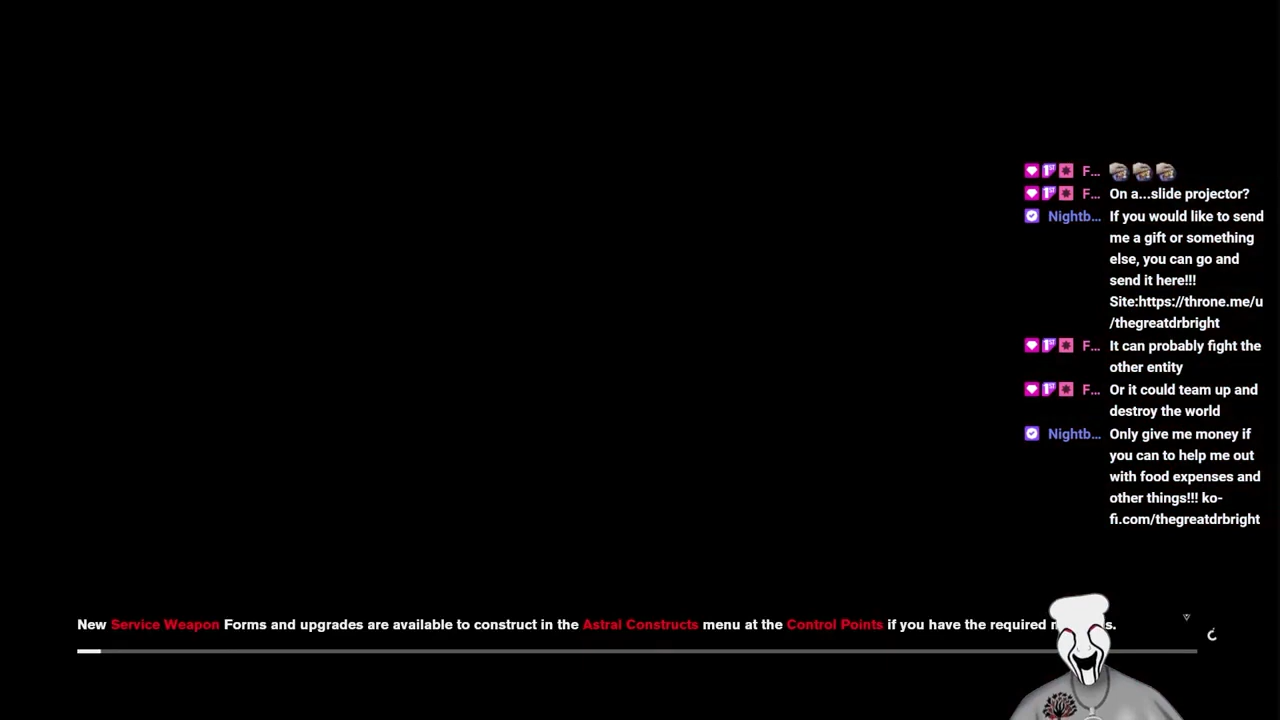 F...
F... On a...slide projector?
Nightb... If you would like to send
me a gift or something
else, you can go and
send it here!!!
Site:https://throne.me/u
/thegreatdrbright
F... It can probably fight the
other entity
F... Or it could team up and
destroy the world
Nightb... Only give me money if
you can to help me out
with food expenses and
other things!!! ko-
fi.com/thegreatdrbright
New Service Weapon Forms and upgrades are available to construct in the Astral Constructs menu at the Control Points if you have the required